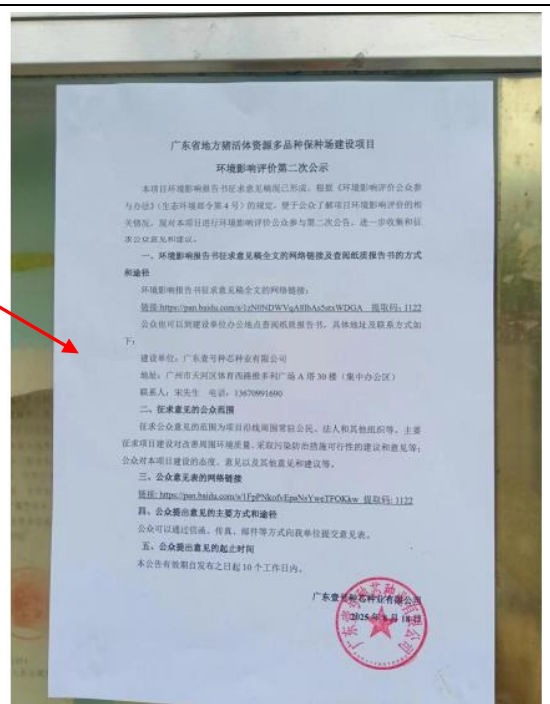 广东省地方猪活体资源多品种保种场建设项目
环境影响评价第二次公示
本项目环境影响报告书征求意见稿现已形成，根据《环境影响评价公众参
与办法》（生态环境部令第 4 号）的规定，便于公众了解项目环境影响评价的相
关情况，现对本项目进行环境影响评价公众参与第二次公告，进一步收集和征
求公众意见和建议。
一、环境影响报告书征求意见稿全文的网络链接及查阅纸质报告书的方式
和途径
环境影响报告书征求意见稿全文的网络链接：
链接:https://pan.baidu.com/s/1zN0NDWVqA8IbAs5ztxWDGA 提取码: 1122
公众也可以到建设单位办公地点查阅纸质报告书，具体地址及联系方式如
下：
建设单位：广东壹号种芯种业有限公司
地址：广州市天河区体育西路维多利广场 A 塔 30 楼（集中办公区）
联系人：宋先生 电话：13670991690
二、征求意见的公众范围
征求公众意见的范围为项目沿线周围常驻公民、法人和其他组织等。主要
征求项目建设对改善周围环境质量、采取污染防治措施可行性的建议和意见等；
公众对本项目建设的态度、意见以及其他意见和建议等。
三、公众意见表的网络链接
链接: https://pan.baidu.com/s/1FpPNkofvEpaNsYweTFOKkw 提取码: 1122
四、公众提出意见的主要方式和途径
公众可以通过信函、传真、邮件等方式向我单位提交意见表。
五、公众提出意见的起止时间
本公告有效期自发布之日起 10 个工作日内。
广东壹号种芯种业有限公司
2025 年 8 月 18 日